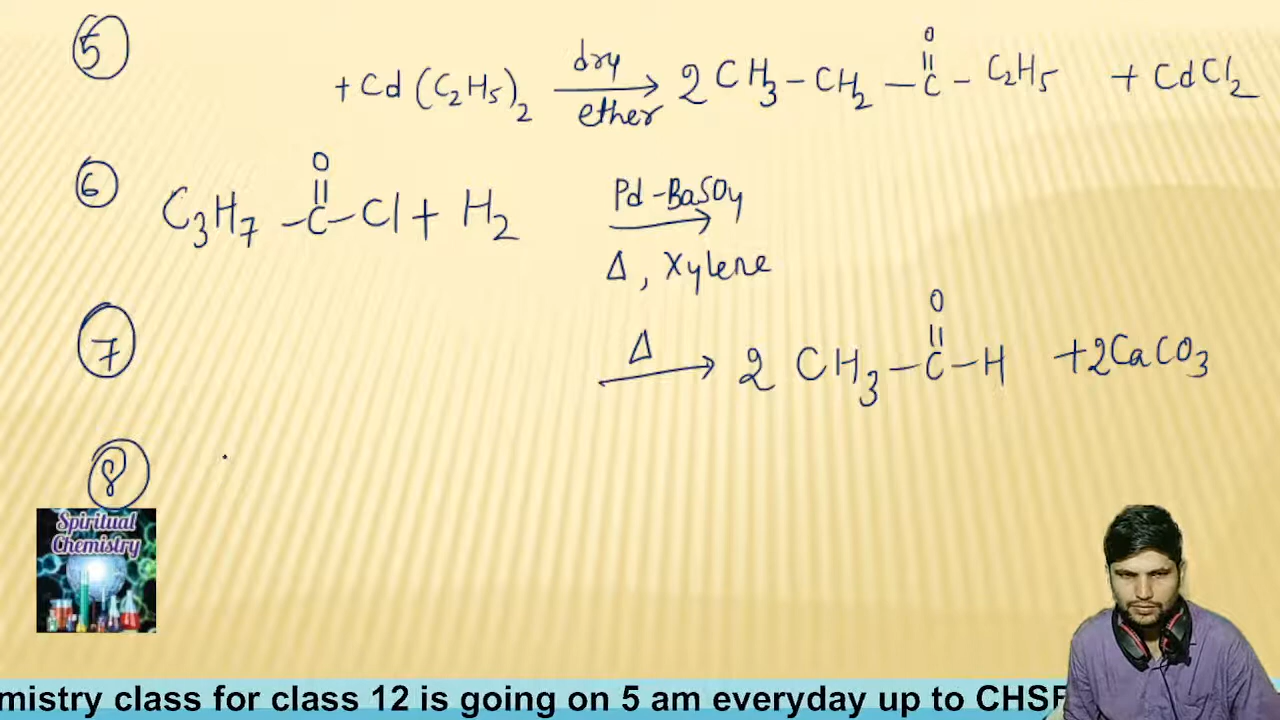 5
O
dry
+ Cd (C2H5)2 → 2 CH3 – CH2 – C – C2H5 + CdCl2
ether
6
O
C3H7 – C – Cl + H2 Pd – BaSO4 →
Δ, Xylene
7
O
Δ → 2 CH3 – C – H + 2CaCO3
8
Spiritual
Chemistry
mistry class for class 12 is going on 5 am everyday up to CHSE